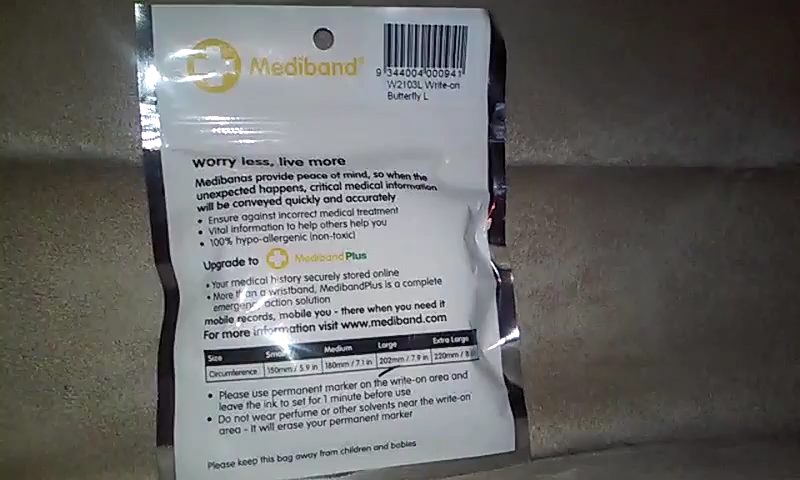 Mediband®
9 344004 000941
W2103L Write-on
Butterfly L
worry less, live more
Medibands provide peace of mind, so when the
unexpected happens, critical medical information
will be conveyed quickly and accurately
• Ensure against incorrect medical treatment
• Vital information to help others help you
• 100% hypo-allergenic (non-toxic)
Upgrade to MedibandPlus
• Your medical history securely stored online
• More than a wristband, MedibandPlus is a complete
emergency action solution
mobile records, mobile you - there when you need it
For more information visit www.mediband.com
Size Small Medium Large Extra Large
Circumference 150mm / 5.9 in 180mm / 7.1 in 202mm / 7.9 in 220mm /
• Please use permanent marker on the write-on area and
leave the ink to set for 1 minute before use
• Do not wear perfume or other solvents near the write-on
area - It will erase your permanent marker
Please keep this bag away from children and babies